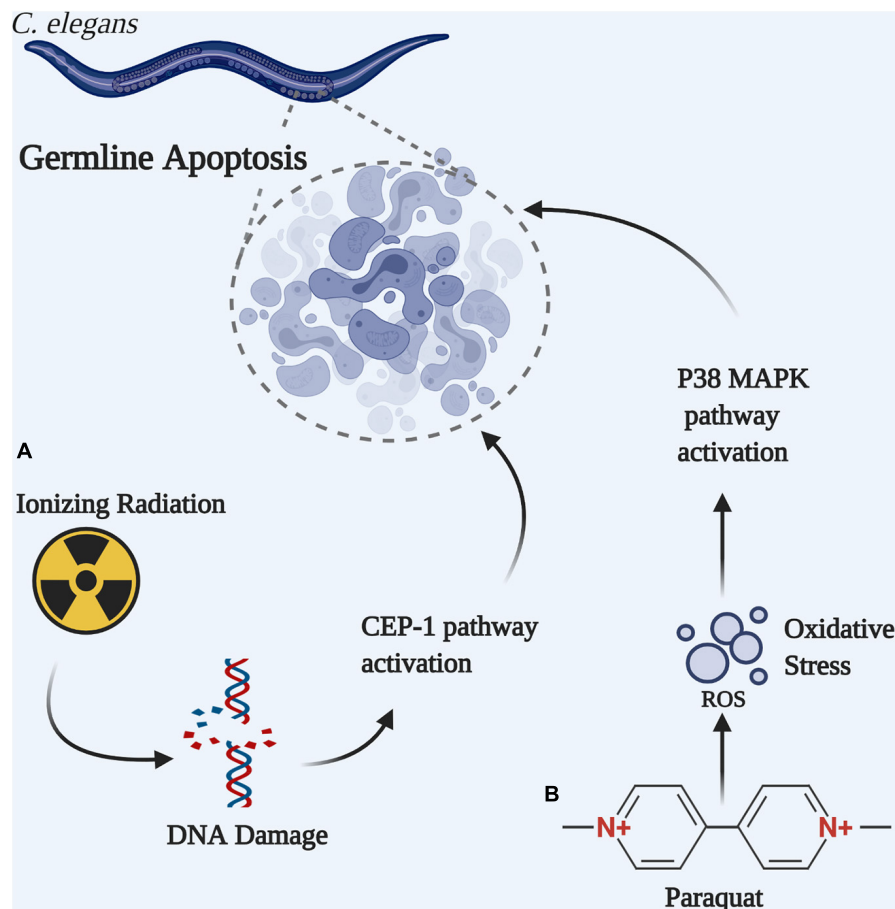 C. elegans
Germline Apoptosis
P38 MAPK
pathway
activation
A
Ionizing Radiation
CEP-1 pathway
activation
DNA Damage
Oxidative
Stress
ROS
B
N+
N+
Paraquat